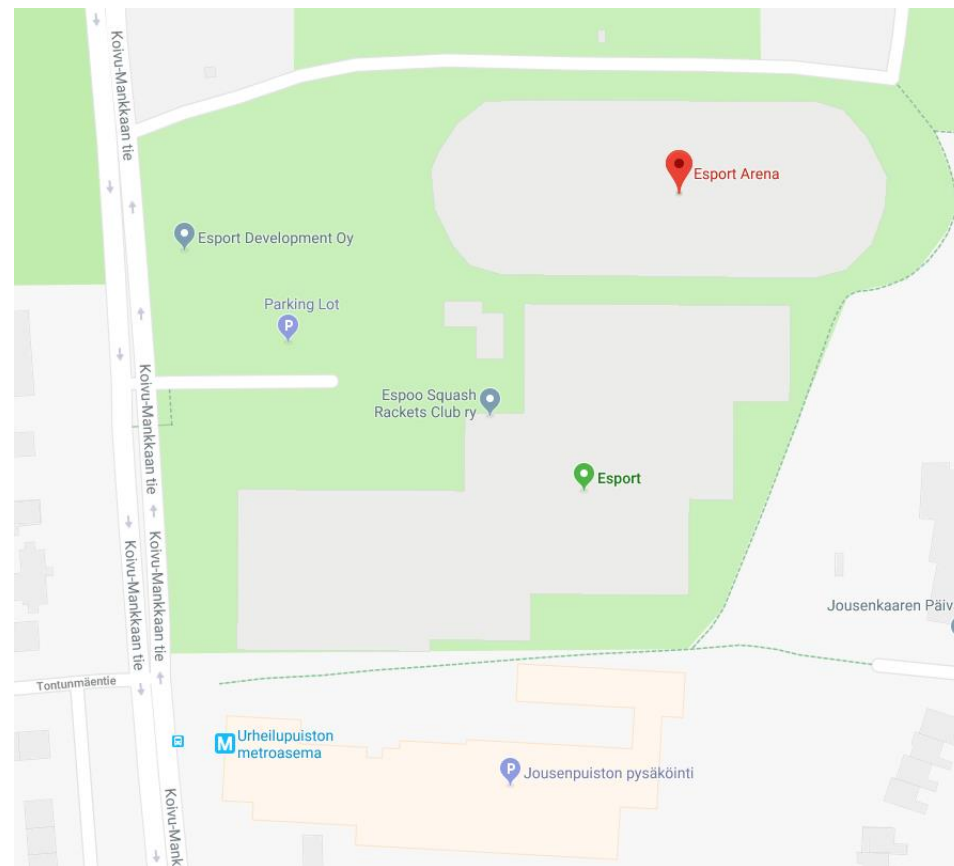 Koivu-Mankkaan tie
Esport Arena
Esport Development Oy
Parking Lot
P
Koivu-Mankkaan tie
Espoo Squash
Rackets Club ry
Esport
Koivu-Mankkaan tie
Koivu-Mankkaan tie
Jousenkaaren Päiv
Tontunmäentie
M
Urheilupuiston
metroasema
P
Jousenpuiston pysäköinti
Koivu-Mank